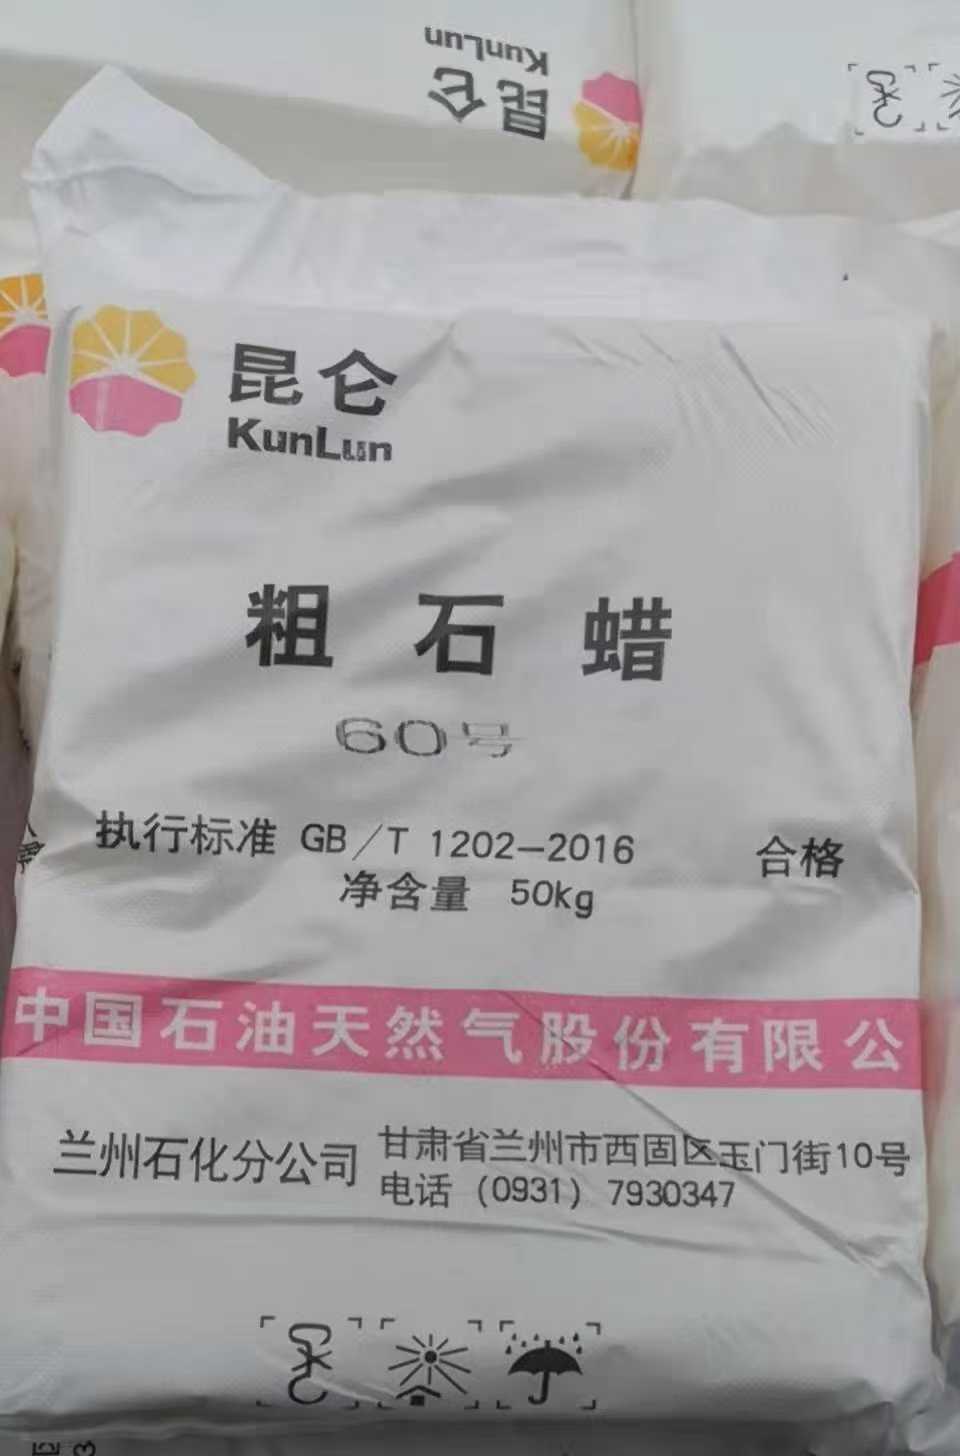 KunLun
昆仑
昆仑
KunLun
粗石蜡
60号
执行标准 GB/T 1202-2016 合格
净含量 50kg
中国石油天然气股份有限公
兰州石化分公司 甘肃省兰州市西固区玉门街10号
电话 (0931) 7930347